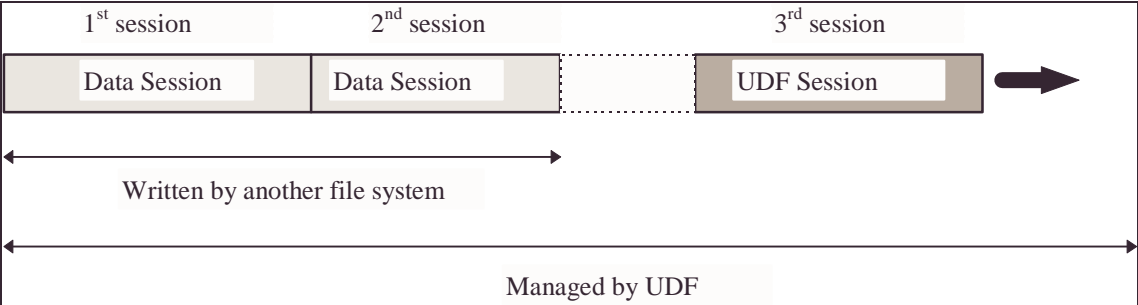 1st session 2nd session 3rd session
Data Session Data Session UDF Session
Written by another file system
Managed by UDF